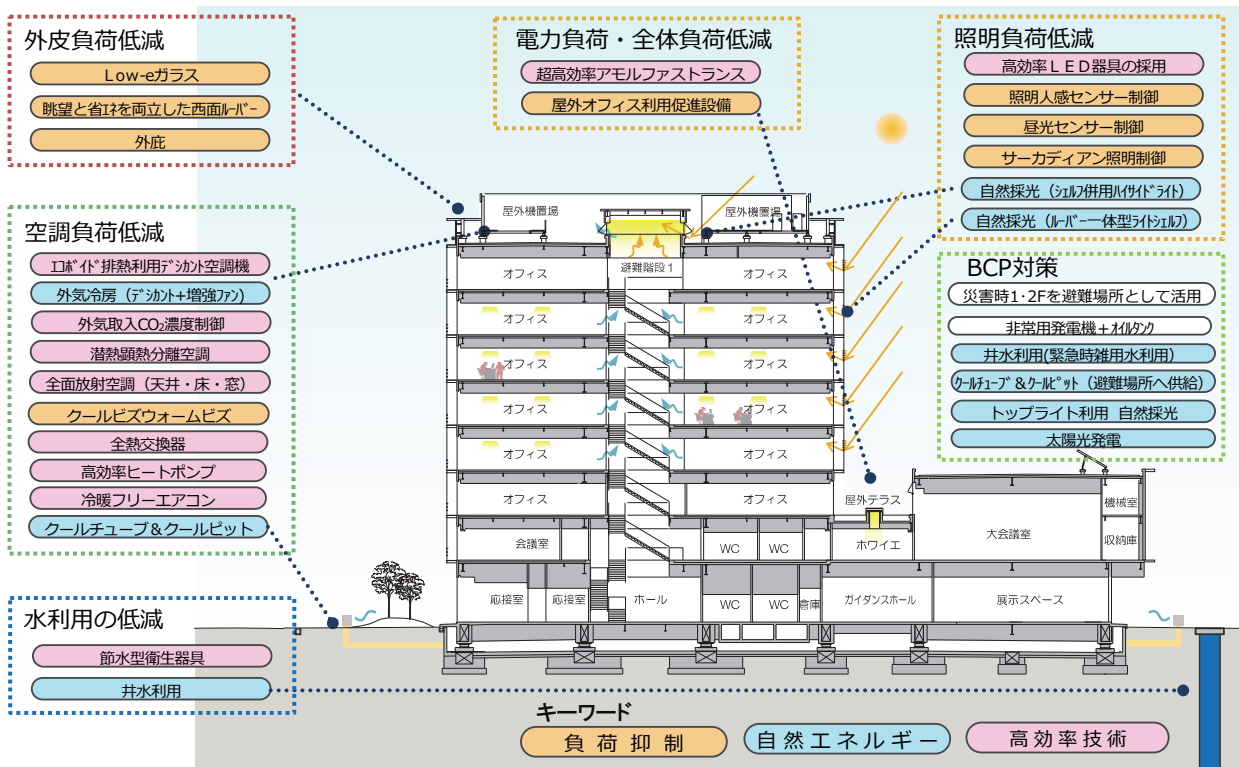 外皮負荷低減
Low-eガラス
眺望と省ｴﾈを両立した西面ﾙｰﾊﾞｰ
外庇
電力負荷・全体負荷低減
超高効率アモルファストランス
屋外オフィス利用促進設備
照明負荷低減
高効率ＬＥＤ器具の採用
照明人感センサー制御
昼光センサー制御
サーカディアン照明制御
自然採光（ｼｪﾙﾌ併用ﾊｲｻｲﾄﾞﾗｲﾄ）
自然採光（ﾙｰﾊﾞｰ一体型ﾗｲﾄｼｪﾙﾌ）
空調負荷低減
ｴｺﾎﾞｲﾄﾞ排熱利用ﾃﾞｼｶﾝﾄ空調機
外気冷房（ﾃﾞｼｶﾝﾄ+増強ﾌｧﾝ)
外気取入CO₂濃度制御
潜熱顕熱分離空調
全面放射空調（天井・床・窓）
クールビズウォームビズ
全熱交換器
高効率ヒートポンプ
冷暖フリーエアコン
クールチューブ＆クールピット
BCP対策
災害時1･2Fを避難場所として活用
非常用発電機＋ｵｲﾙﾀﾝｸ
井水利用(緊急時雑用水利用)
ｸｰﾙﾁｭｰﾌﾞ＆ｸｰﾙﾋﾟｯﾄ（避難場所へ供給）
トップライト利用 自然採光
太陽光発電
水利用の低減
節水型衛生器具
井水利用
屋外機置場 屋外機置場
避難階段１
オフィス オフィス
オフィス オフィス
オフィス オフィス
オフィス オフィス
オフィス オフィス
オフィス オフィス 屋外テラス 機械室
会議室 WC WC ホワイエ 大会議室 収納庫
応接室 応接室 ホール WC WC 倉庫 ガイダンスホール 展示スペース
キーワード
負荷抑制 自然エネルギー 高効率技術